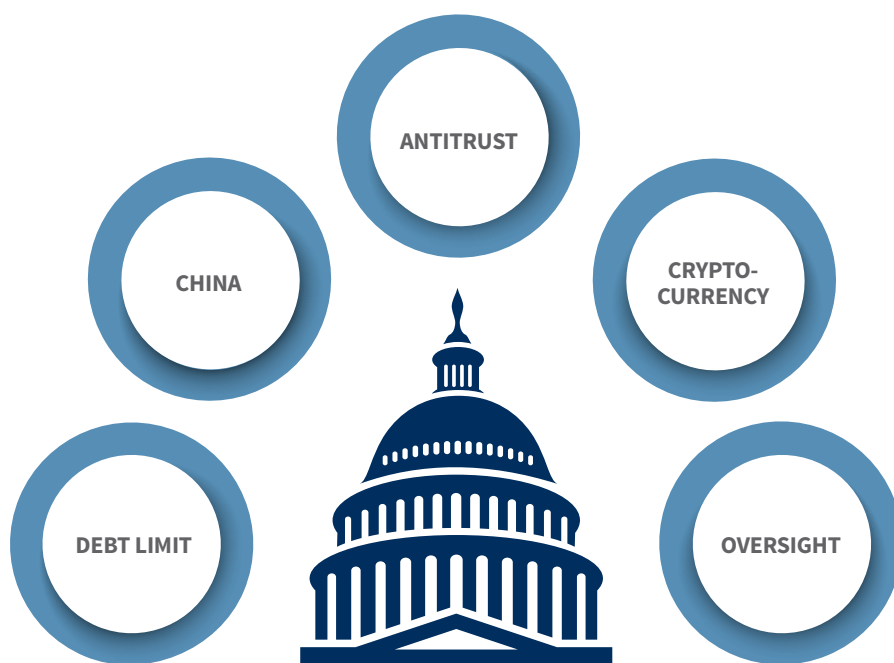 ANTITRUST
CHINA
CRYPTO-
CURRENCY
DEBT LIMIT
OVERSIGHT